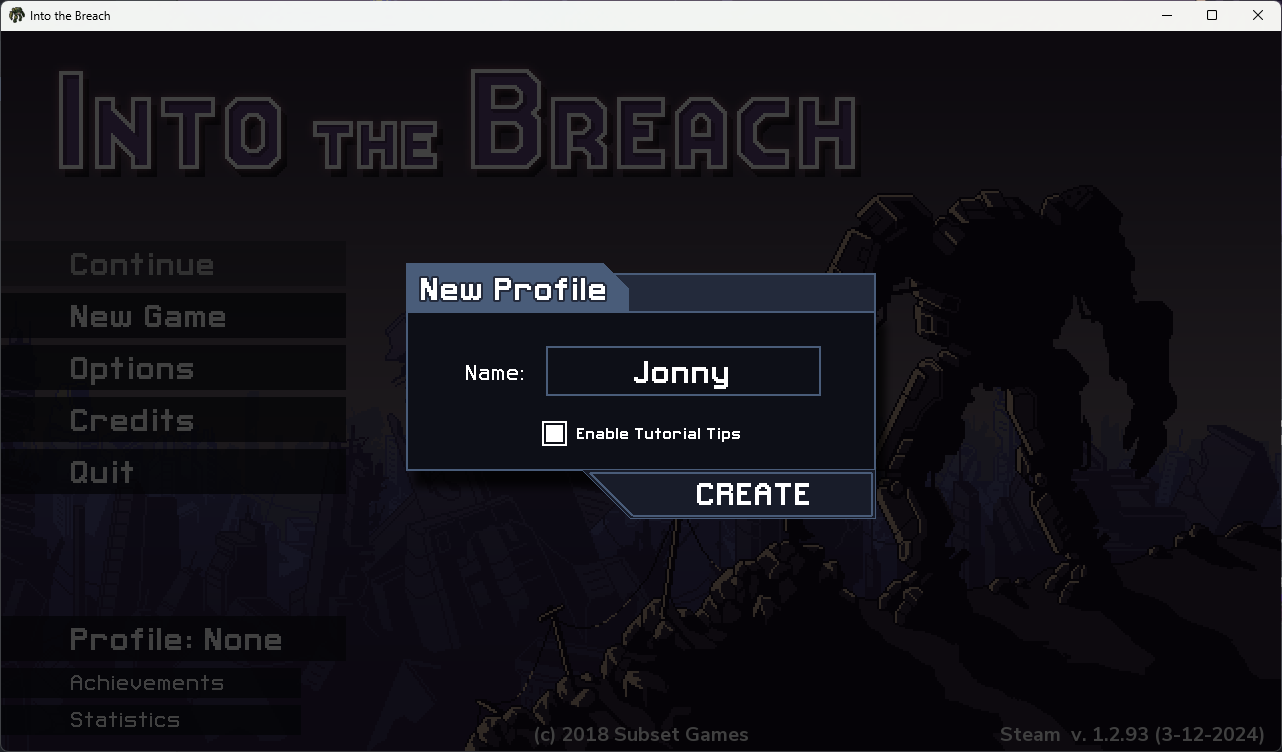 Into the Breach
INTO THE BREACH
Continue
New Game
Options
Credits
Quit
New Profile
Name: Jonny
Enable Tutorial Tips
CREATE
Profile: None
Achievements
Statistics
(c) 2018 Subset Games
Steam v. 1.2.93 (3-12-2024)